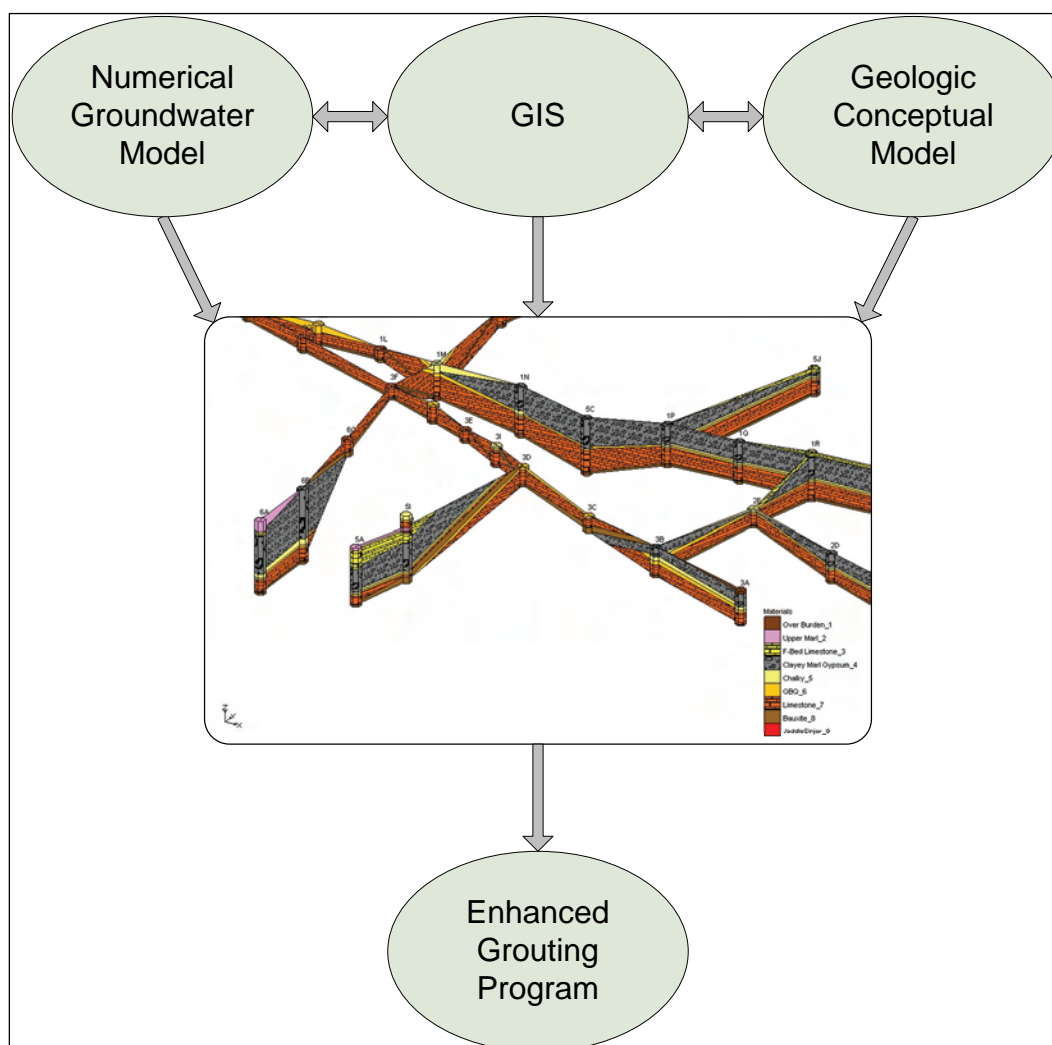 Numerical
Groundwater
Model
GIS
Geologic
Conceptual
Model
1L
1M
3F
1N
5J
5C
1P
1Q
1R
3E
3I
3D
6B
6A
5I
5A
3C
3B
2D
3A
Materials
Over Burden_1
Upper Marl_2
F-Bed Limestone_3
Clayey Marl Gypsum_4
Chalky_5
GBQ_6
Limestone_7
Bauxite_8
Z
X
Enhanced
Grouting
Program